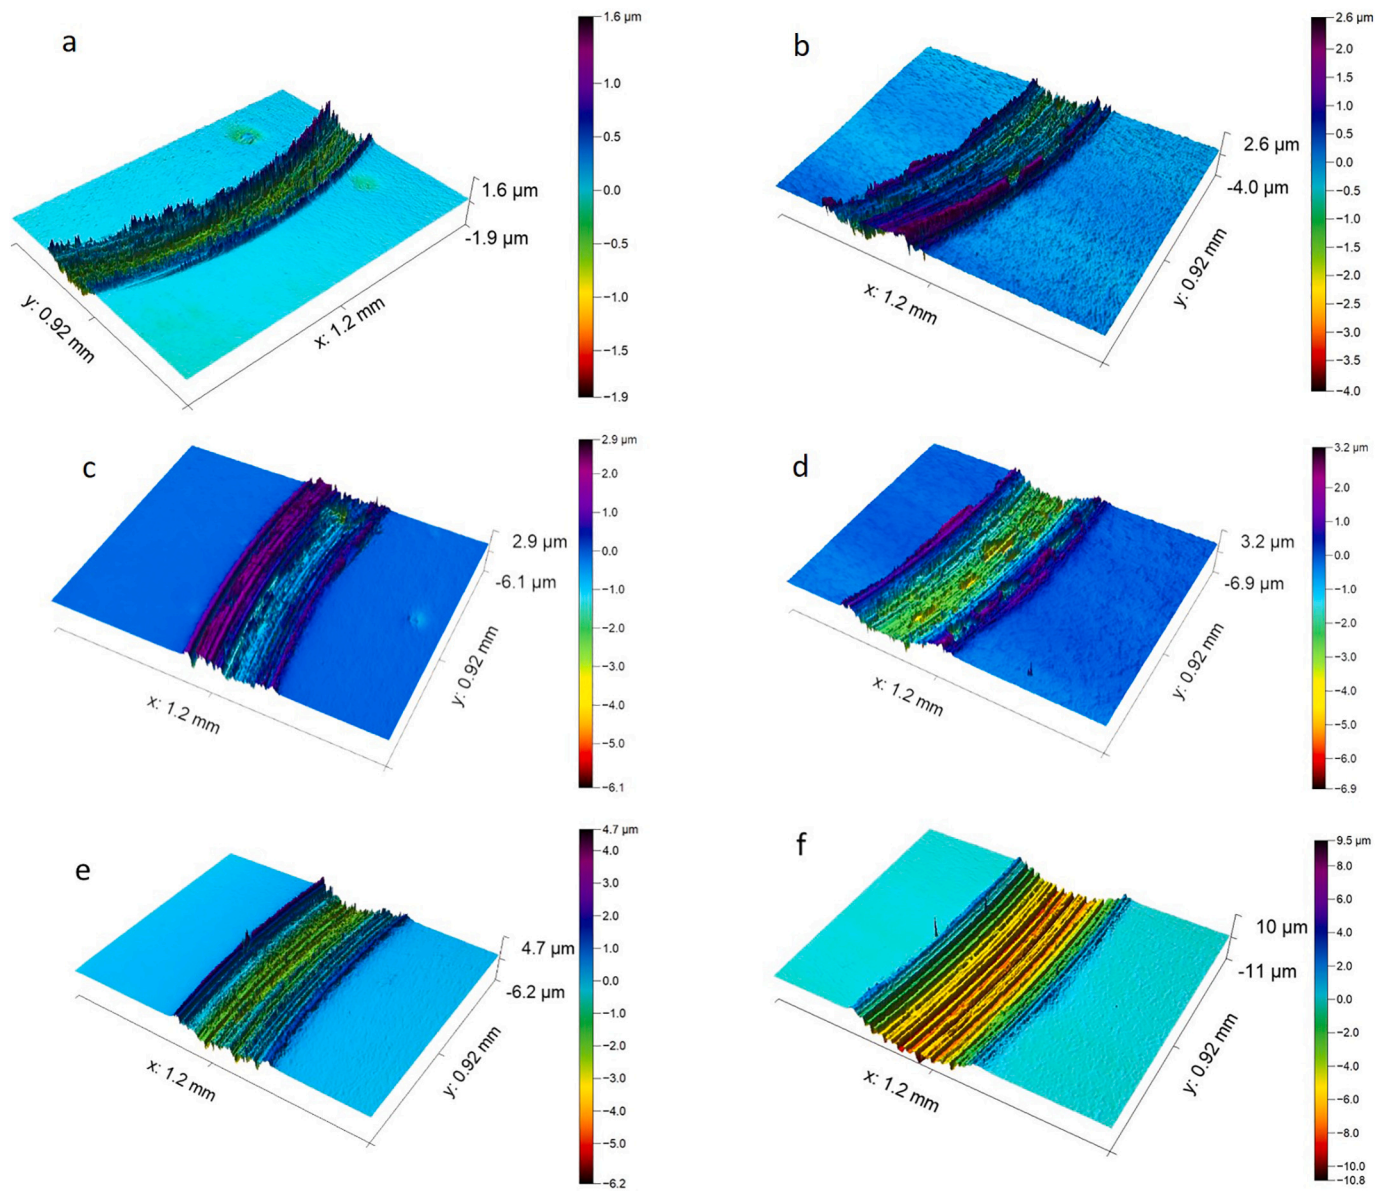 a
1.6 µm
1.0
0.5
0.0
−0.5
−1.0
−1.5
−1.9
1.6 µm
-1.9 µm
y: 0.92 mm
x: 1.2 mm
b
2.6 µm
2.0
1.5
1.0
0.5
0.0
−0.5
−1.0
−1.5
−2.0
−2.5
−3.0
−3.5
−4.0
2.6 µm
-4.0 µm
x: 1.2 mm
y: 0.92 mm
c
2.9 µm
2.0
1.0
0.0
−1.0
−2.0
−3.0
−4.0
−5.0
−6.1
2.9 µm
-6.1 µm
x: 1.2 mm
y: 0.92 mm
d
3.2 µm
2.0
1.0
0.0
−1.0
−2.0
−3.0
−4.0
−5.0
−6.0
−6.9
3.2 µm
-6.9 µm
x: 1.2 mm
y: 0.92 mm
e
4.7 µm
4.0
3.0
2.0
1.0
0.0
−1.0
−2.0
−3.0
−4.0
−5.0
−6.2
4.7 µm
-6.2 µm
x: 1.2 mm
y: 0.92 mm
f
9.5 µm
8.0
6.0
4.0
2.0
0.0
−2.0
−4.0
−6.0
−8.0
−10.0
−10.8
10 µm
-11 µm
x: 1.2 mm
y: 0.92 mm